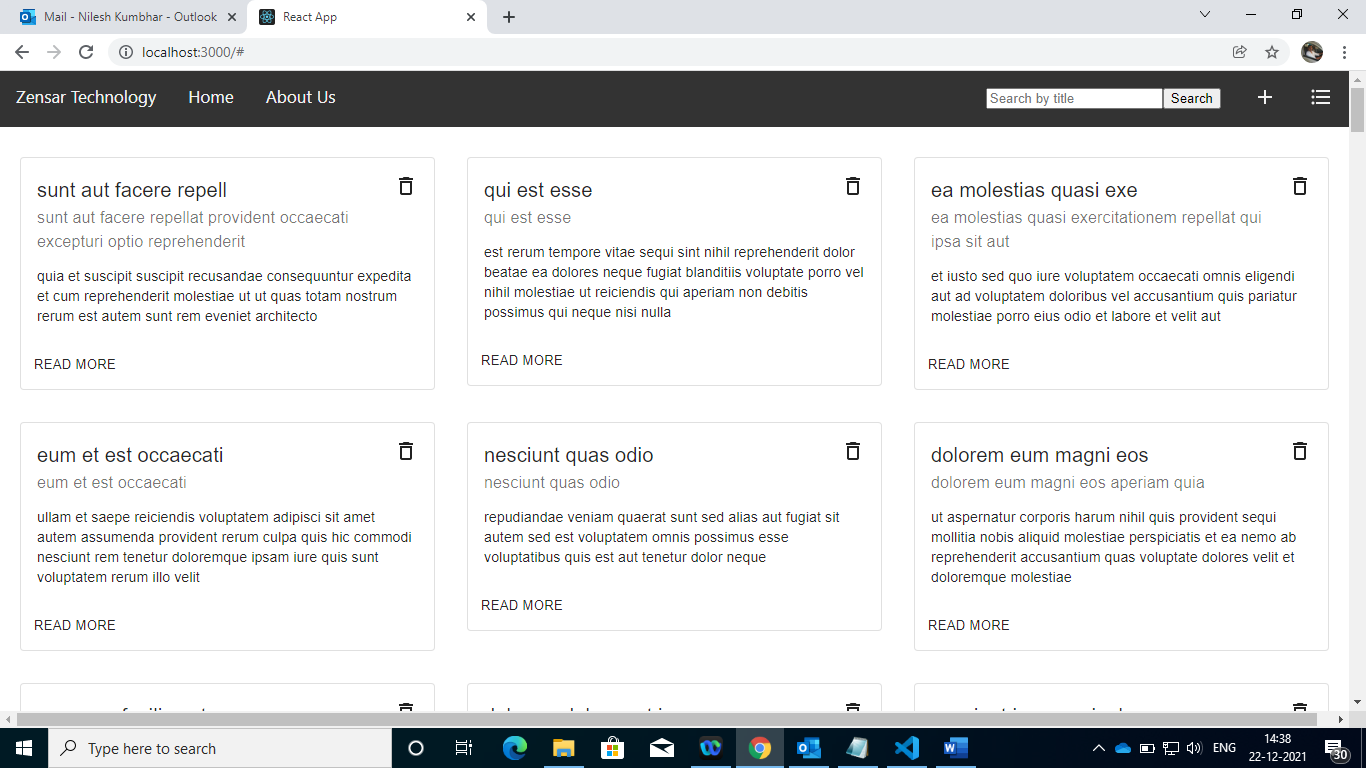 Mail - Nilesh Kumbhar - Outlook
React App
localhost:3000/#
Zensar Technology Home About Us Search by title Search
sunt aut facere repell
sunt aut facere repellat provident occaecati
excepturi optio reprehenderit
quia et suscipit suscipit recusandae consequuntur expedita
et cum reprehenderit molestiae ut ut quas totam nostrum
rerum est autem sunt rem eveniet architecto
READ MORE
qui est esse
qui est esse
est rerum tempore vitae sequi sint nihil reprehenderit dolor
beatae ea dolores neque fugiat blanditiis voluptate porro vel
nihil molestiae ut reiciendis qui aperiam non debitis
possimus qui neque nisi nulla
READ MORE
ea molestias quasi exe
ea molestias quasi exercitationem repellat qui
ipsa sit aut
et iusto sed quo iure voluptatem occaecati omnis eligendi
aut ad voluptatem doloribus vel accusantium quis pariatur
molestiae porro eius odio et labore et velit aut
READ MORE
eum et est occaecati
eum et est occaecati
ullam et saepe reiciendis voluptatem adipisci sit amet
autem assumenda provident rerum culpa quis hic commodi
nesciunt rem tenetur doloremque ipsam iure quis sunt
voluptatem rerum illo velit
READ MORE
nesciunt quas odio
nesciunt quas odio
repudiandae veniam quaerat sunt sed alias aut fugiat sit
autem sed est voluptatem omnis possimus esse
voluptatibus quis est aut tenetur dolor neque
READ MORE
dolorem eum magni eos
dolorem eum magni eos aperiam quia
ut aspernatur corporis harum nihil quis provident sequi
mollitia nobis aliquid molestiae perspiciatis et ea nemo ab
reprehenderit accusantium quas voluptate dolores velit et
doloremque molestiae
READ MORE
Type here to search
ENG
14:38
22-12-2021
30